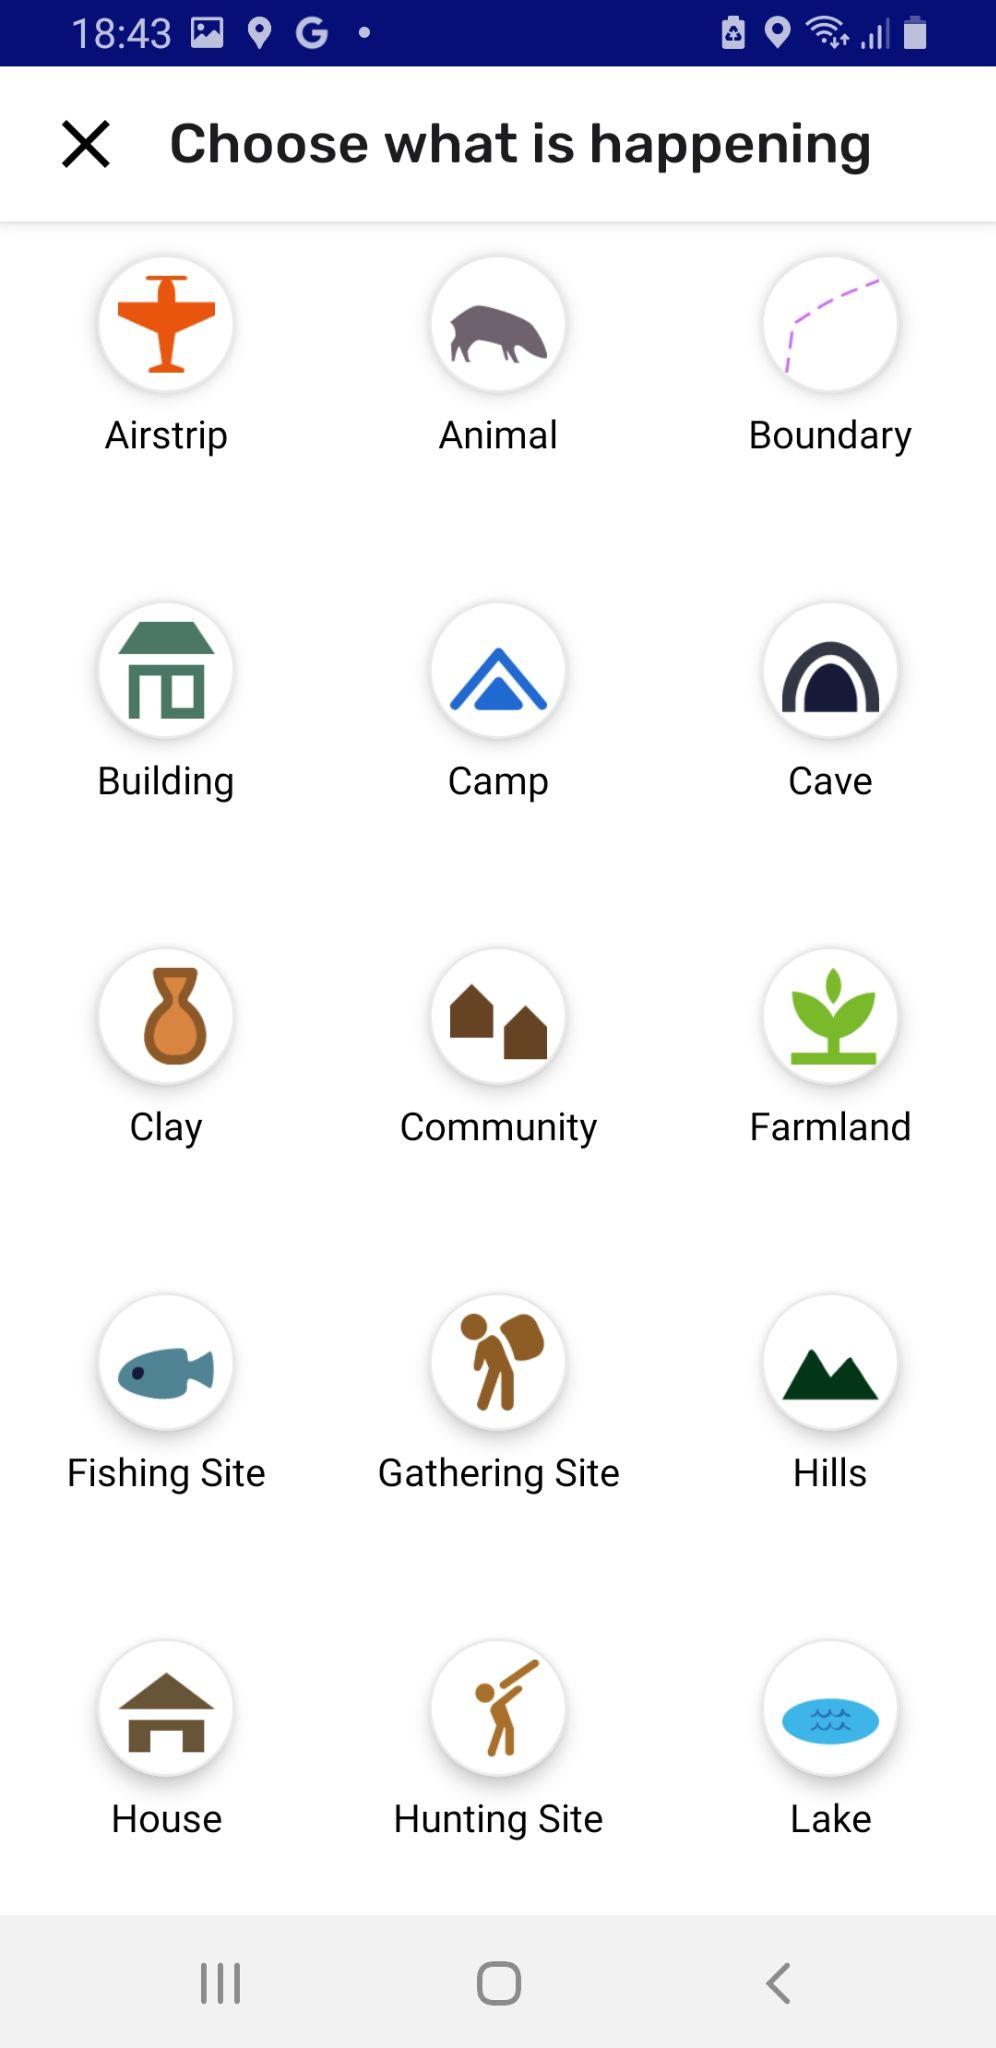 18:43
Choose what is happening
Airstrip
Animal
Boundary
Building
Camp
Cave
Clay
Community
Farmland
Fishing Site
Gathering Site
Hills
House
Hunting Site
Lake